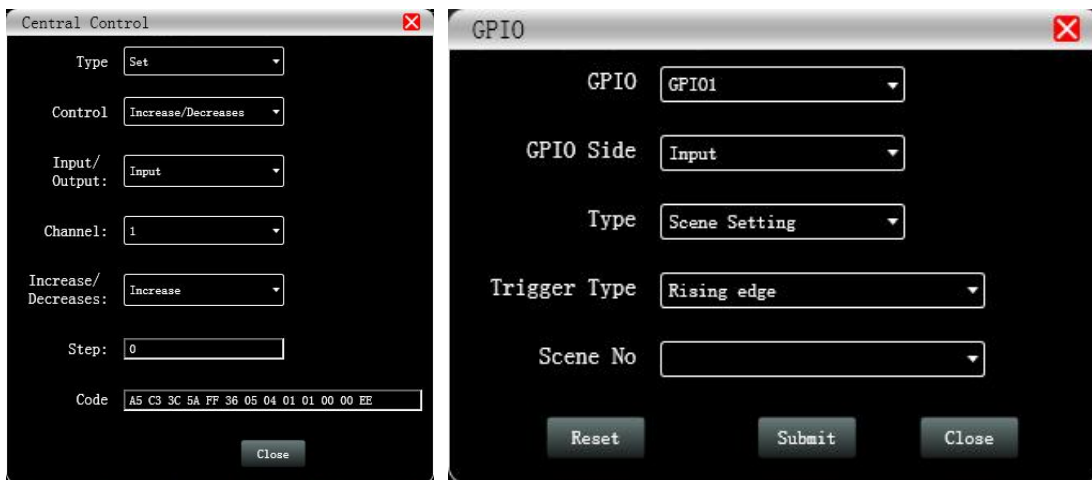 Central Control
Type Set
Control Increase/Decreases
Input/
Output: Input
Channel: 1
Increase/
Decreases: Increase
Step: 0
Code A5 C3 3C 5A FF 36 05 04 01 01 00 00 EE
Close
GPIO
GPIO GPIO1
GPIO Side Input
Type Scene Setting
Trigger Type Rising edge
Scene No
Reset Submit Close